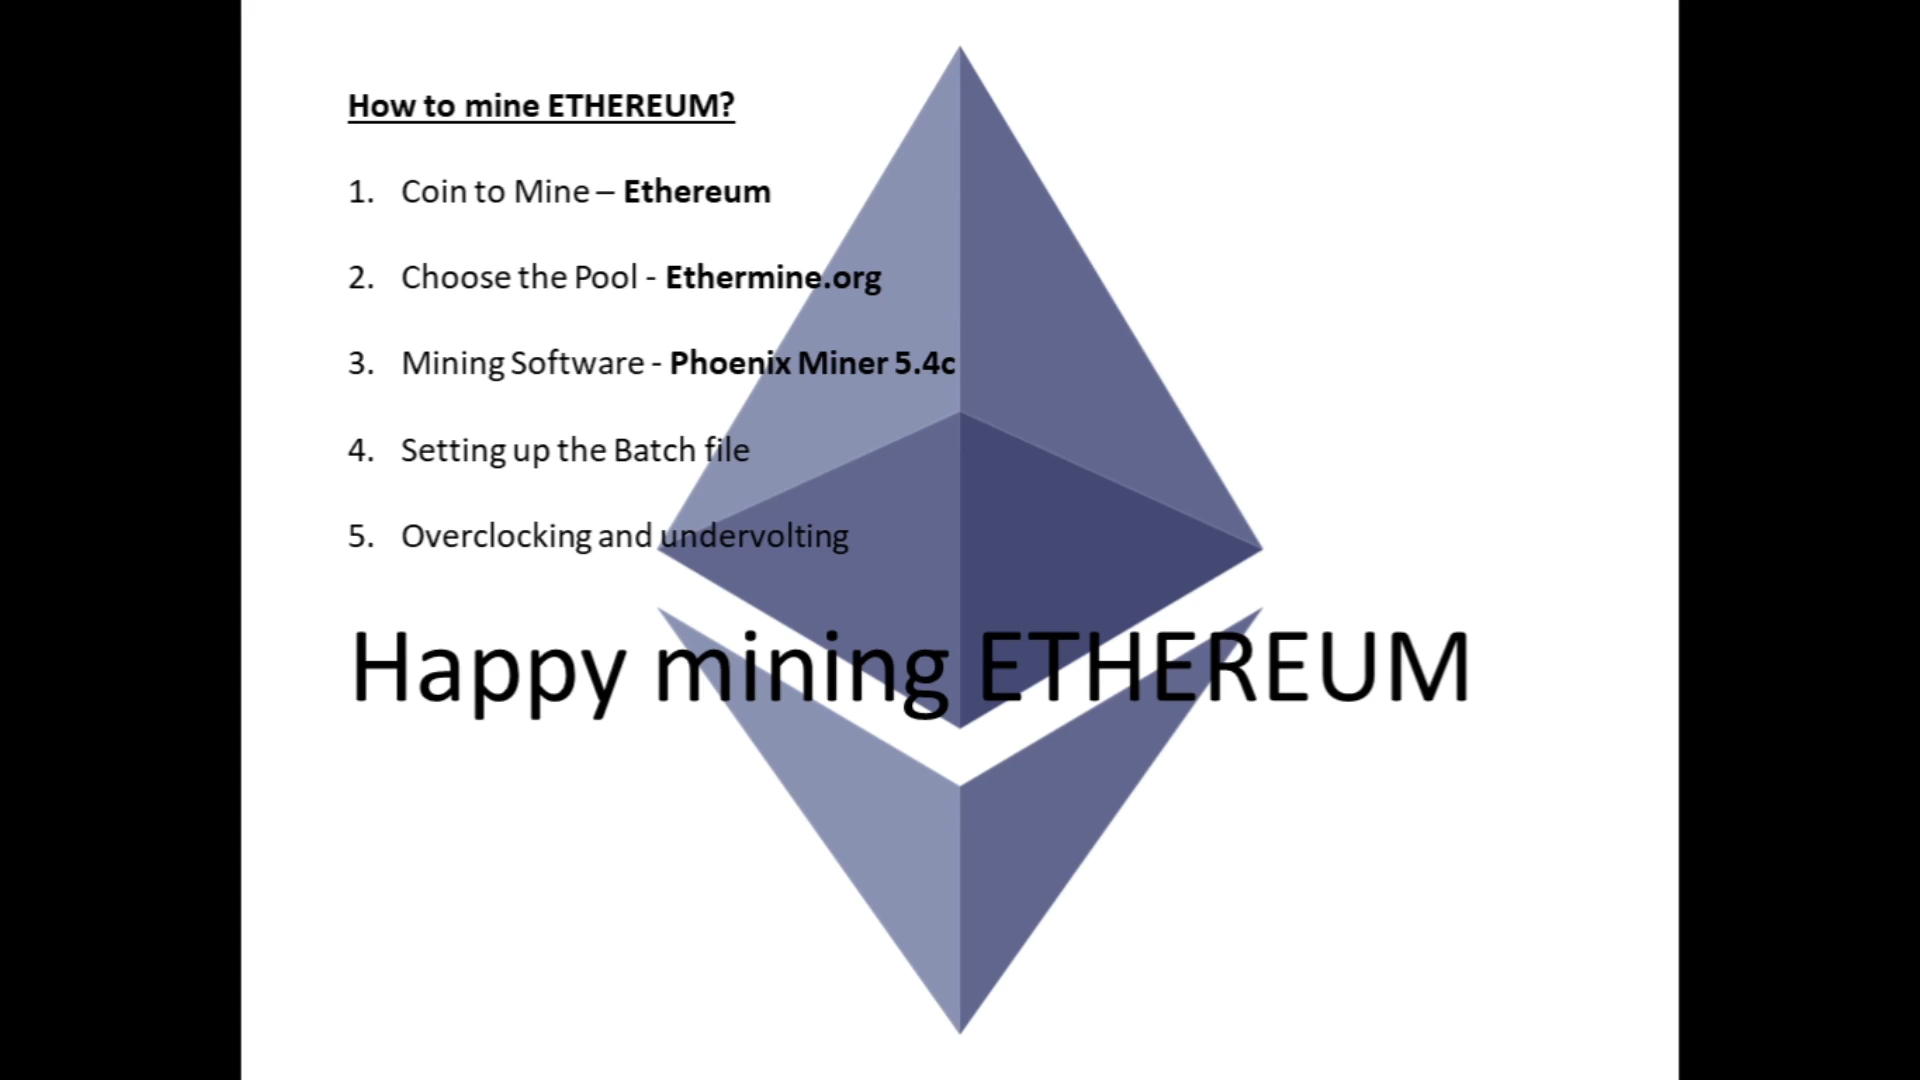 How to mine ETHEREUM?
1. Coin to Mine – Ethereum
2. Choose the Pool - Ethermine.org
3. Mining Software - Phoenix Miner 5.4c
4. Setting up the Batch file
5. Overclocking and undervolting
Happy mining ETHEREUM